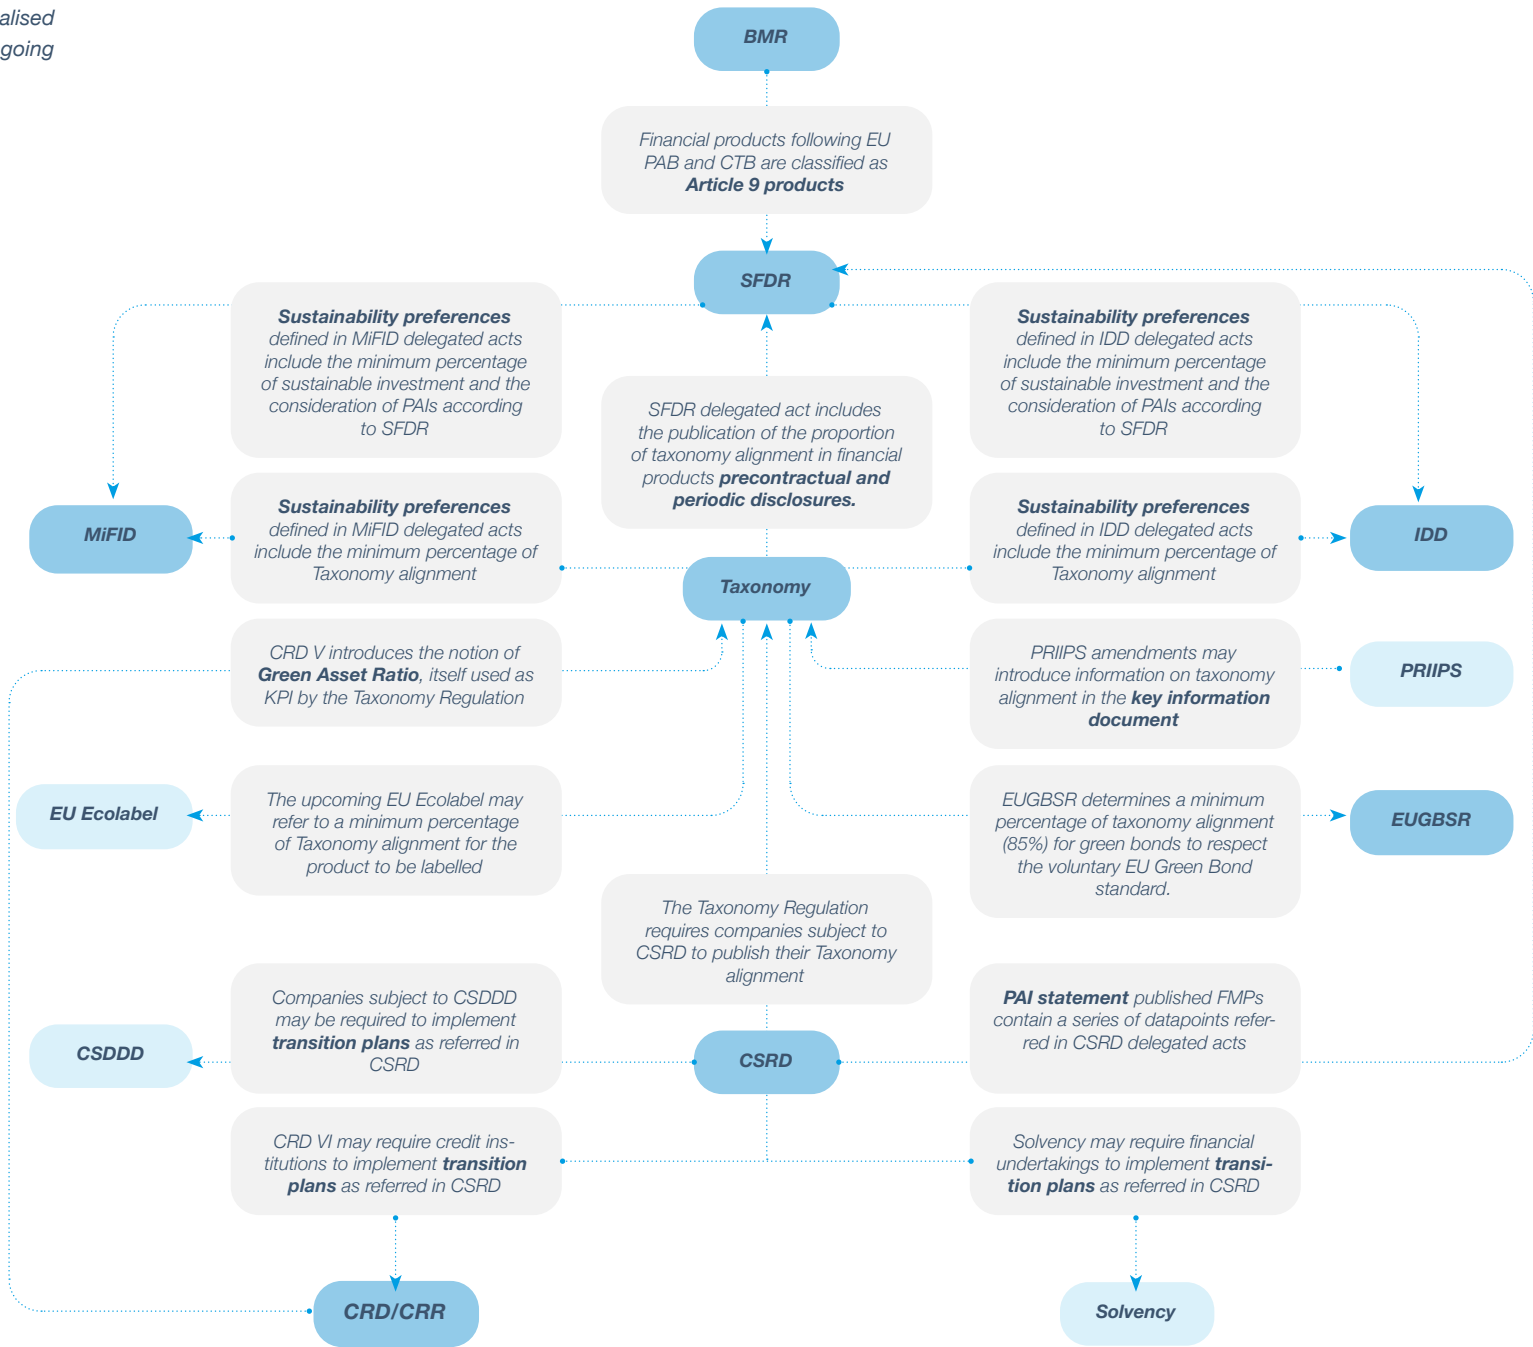 alised
going
BMR
Financial products following EU
PAB and CTB are classified as
Article 9 products
SFDR
Sustainability preferences
defined in MiFID delegated acts
include the minimum percentage
of sustainable investment and the
consideration of PAIs according
to SFDR
Sustainability preferences
defined in IDD delegated acts
include the minimum percentage
of sustainable investment and the
consideration of PAIs according
to SFDR
SFDR delegated act includes
the publication of the proportion
of taxonomy alignment in financial
products precontractual and
periodic disclosures.
MiFID
Sustainability preferences
defined in MiFID delegated acts
include the minimum percentage of
Taxonomy alignment
Sustainability preferences
defined in IDD delegated acts
include the minimum percentage of
Taxonomy alignment
IDD
Taxonomy
CRD V introduces the notion of
Green Asset Ratio, itself used as
KPI by the Taxonomy Regulation
PRIIPS amendments may
introduce information on taxonomy
alignment in the key information
document
PRIIPS
EU Ecolabel
The upcoming EU Ecolabel may
refer to a minimum percentage
of Taxonomy alignment for the
product to be labelled
EUGBSR determines a minimum
percentage of taxonomy alignment
(85%) for green bonds to respect
the voluntary EU Green Bond
standard.
EUGBSR
The Taxonomy Regulation
requires companies subject to
CSRD to publish their Taxonomy
alignment
CSDDD
Companies subject to CSDDD
may be required to implement
transition plans as referred in
CSRD
CSRD
PAI statement published FMPs
contain a series of datapoints refer-
red in CSRD delegated acts
CRD VI may require credit ins-
titutions to implement transition
plans as referred in CSRD
Solvency may require financial
undertakings to implement transi-
tion plans as referred in CSRD
CRD/CRR
Solvency